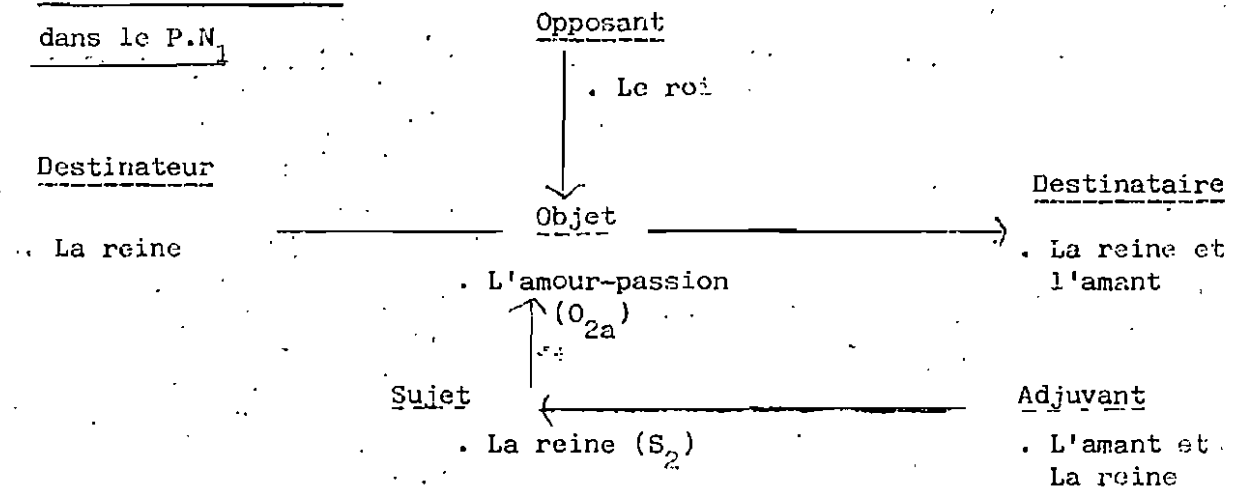 dans le P.N1
Opposant
. Le roi
Destinateur
. La reine
Objet
. L'amour-passion
(O2a)
Destinataire
. La reine et
l'amant
Sujet
. La reine (S2)
Adjuvant
. L'amant et
La reine